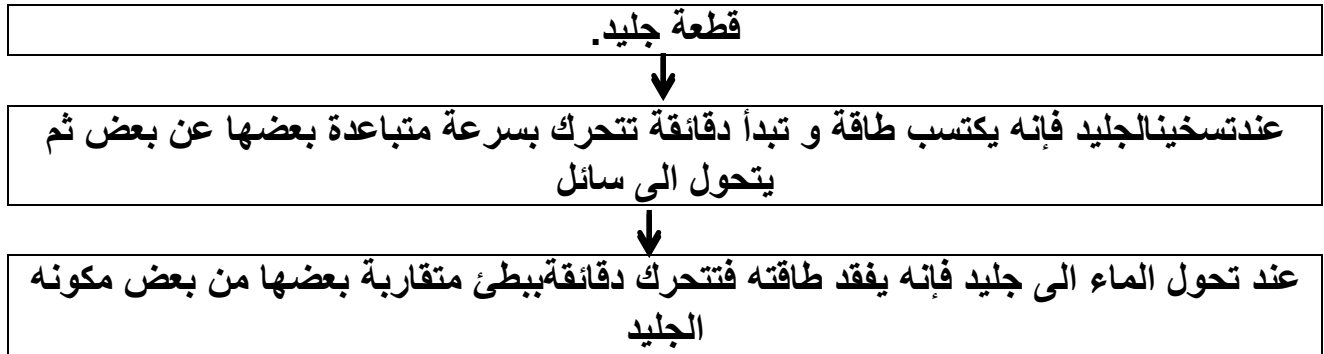 قطعة جليد.
عندتسخينالجليد فإنه يكتسب طاقة و تبدأ دقائقة تتحرك بسرعة متباعدة بعضها عن بعض ثم
يتحول الى سائل
عند تحول الماء الى جليد فإنه يفقد طاقته فتتحرك دقائقةببطئ متقاربة بعضها من بعض مكونه
الجليد